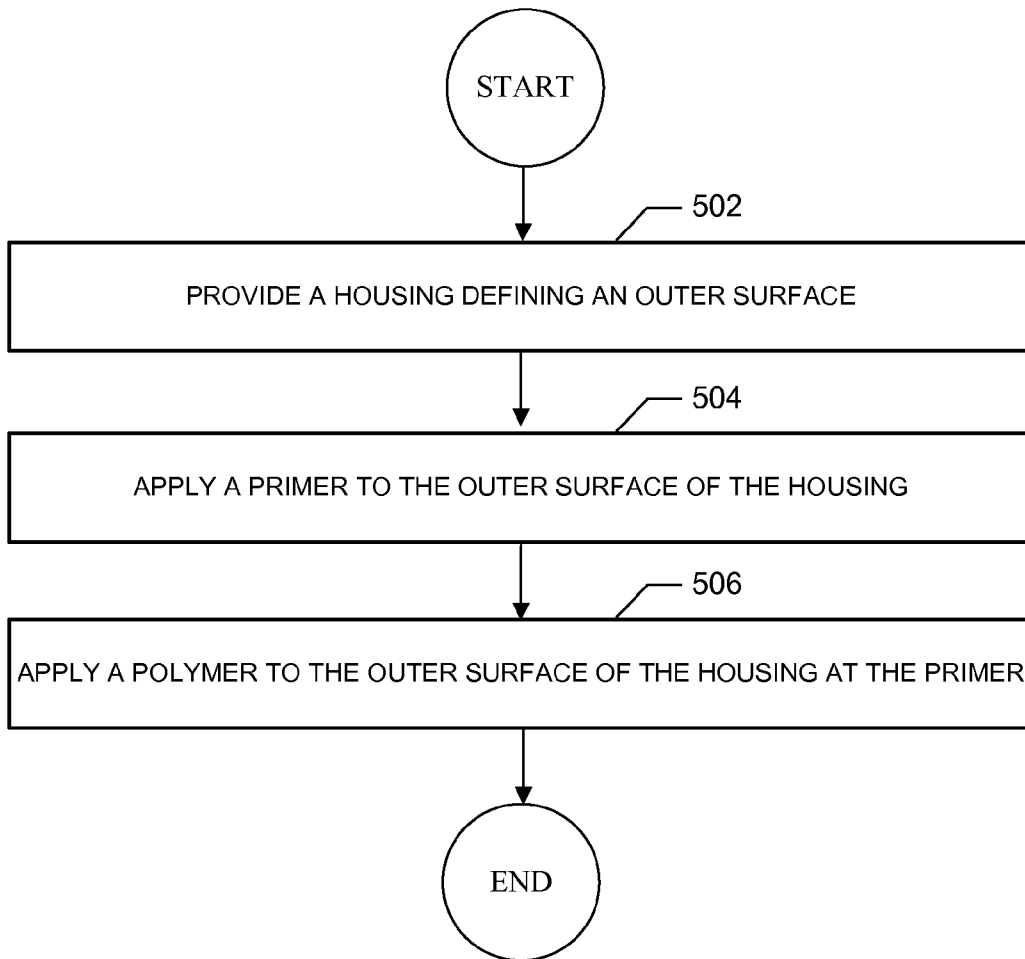 START
502
PROVIDE A HOUSING DEFINING AN OUTER SURFACE
504
APPLY A PRIMER TO THE OUTER SURFACE OF THE HOUSING
506
APPLY A POLYMER TO THE OUTER SURFACE OF THE HOUSING AT THE PRIMER
END